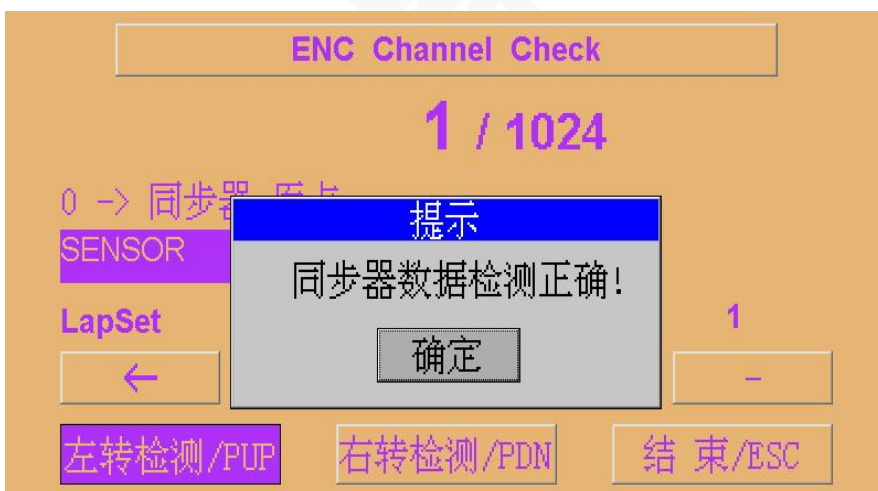 ENC Channel Check
1 / 1024
0 -> 同步器
提示
SENSOR
同步器数据检测正确!
LapSet
1
确定
←
-
左转检测/PUP
右转检测/PDN
结 束/ESC